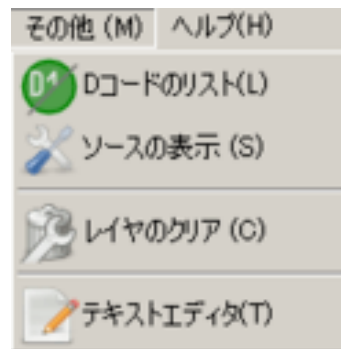 その他 (M) ヘルプ(H)
Dコードのリスト(L)
ソースの表示 (S)
レイヤのクリア (C)
テキストエディタ(T)